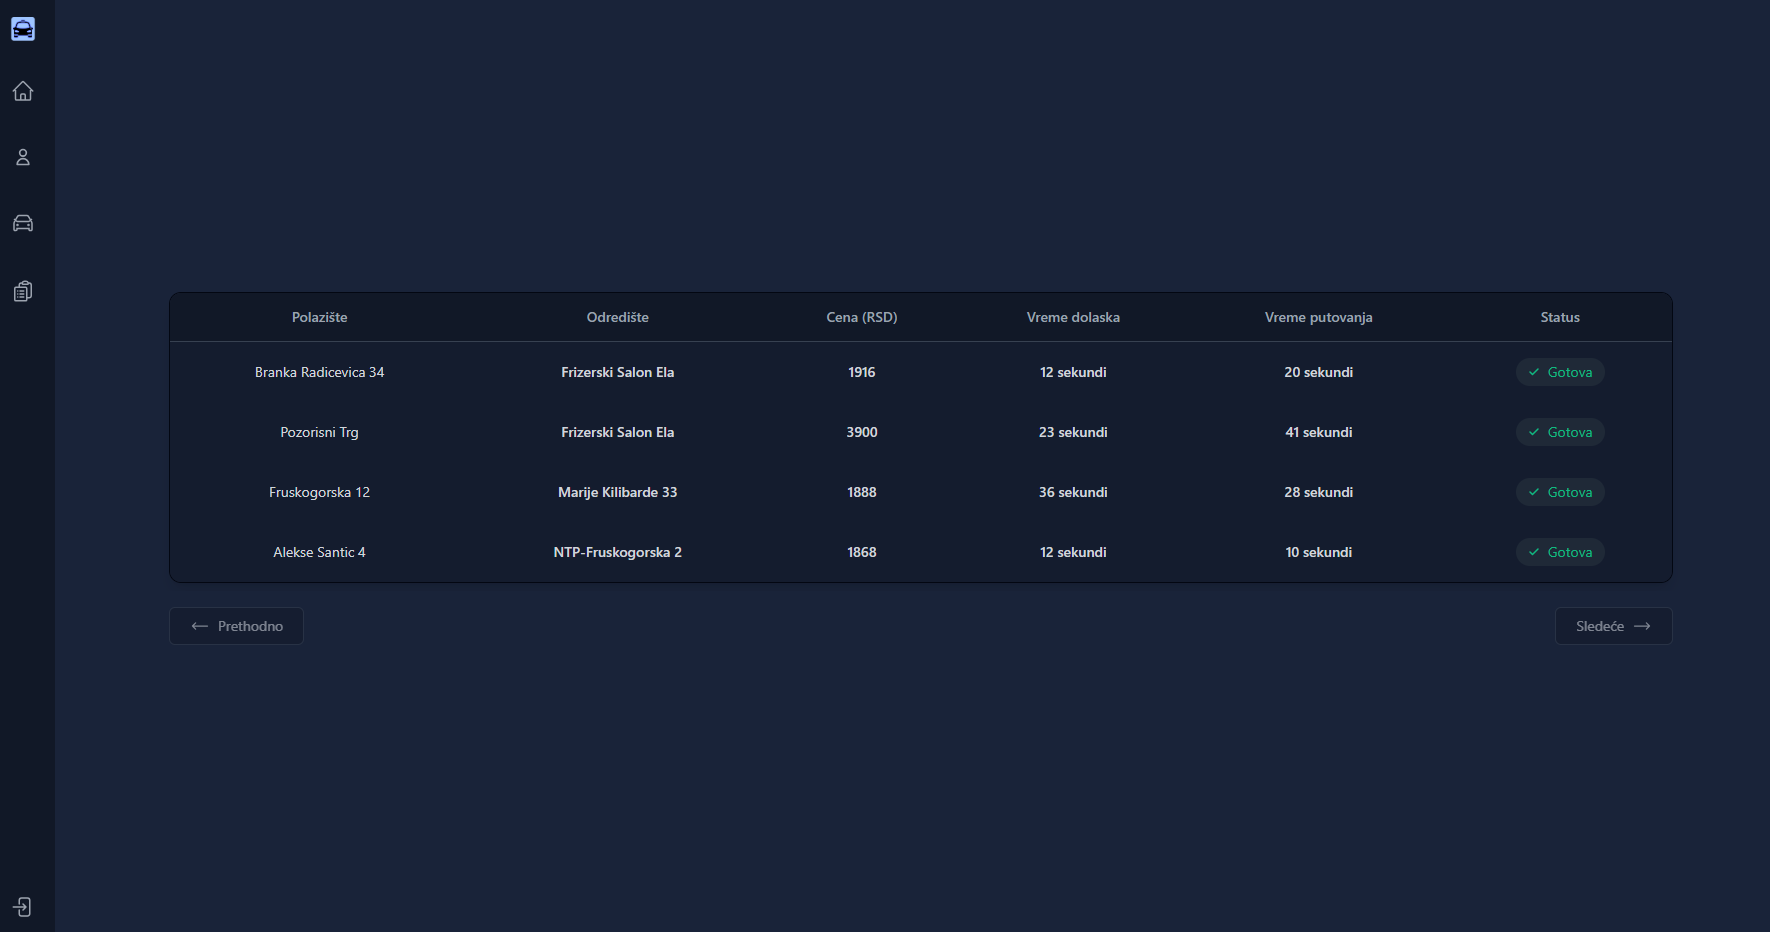 Polazište Odredište Cena (RSD) Vreme dolaska Vreme putovanja Status
Branka Radicevica 34 Frizerski Salon Ela 1916 12 sekundi 20 sekundi Gotova
Pozorisni Trg Frizerski Salon Ela 3900 23 sekundi 41 sekundi Gotova
Fruskogorska 12 Marije Kilibarde 33 1888 36 sekundi 28 sekundi Gotova
Alekse Santic 4 NTP-Fruskogorska 2 1868 12 sekundi 10 sekundi Gotova
Prethodno Sledeće